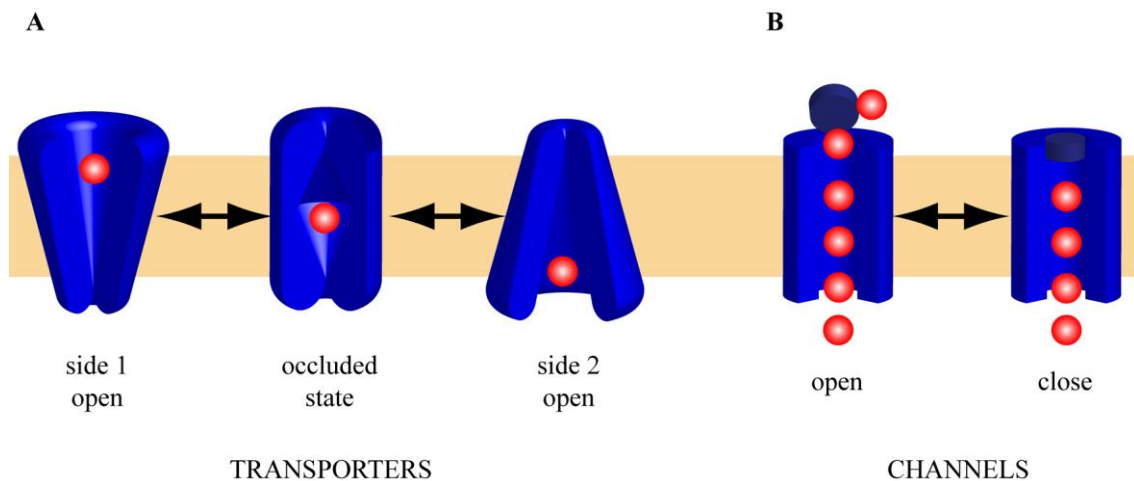 A
B
side 1
open
occluded
state
side 2
open
open
close
TRANSPORTERS
CHANNELS